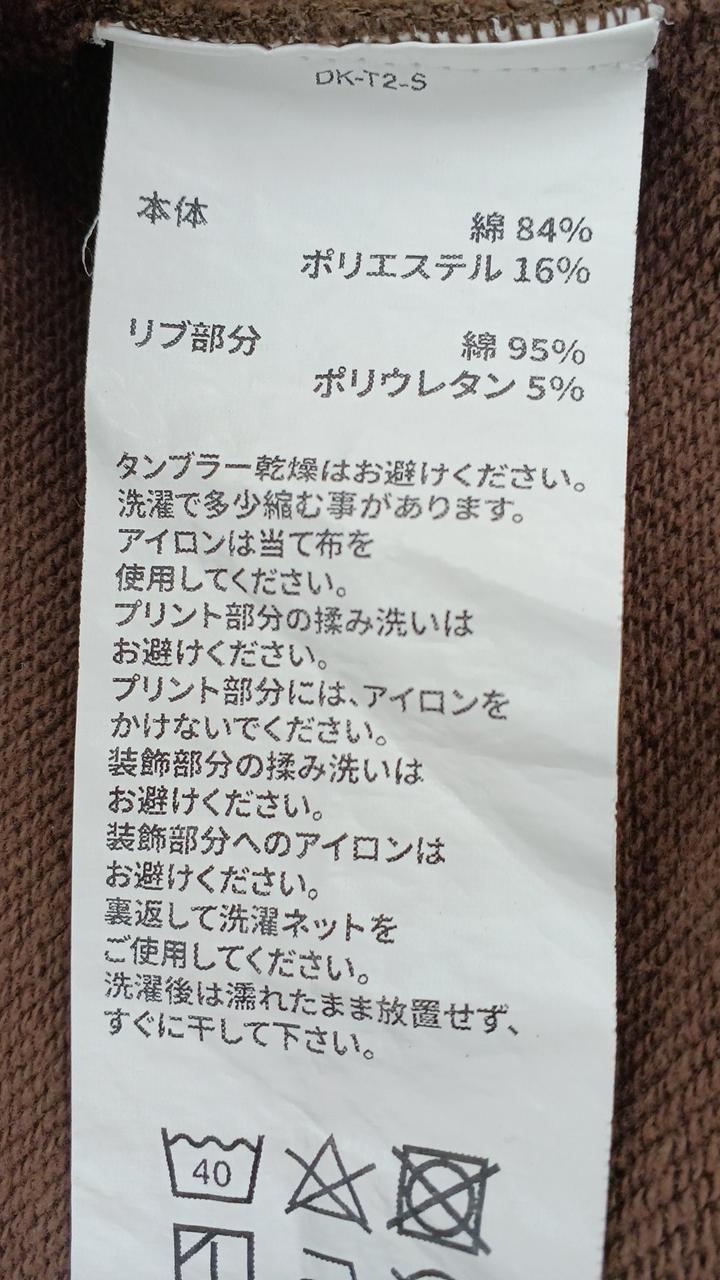 DK-T2-S
本体
綿 84%
ポリエステル 16%
リブ部分
綿 95%
ポリウレタン 5%
タンブラー乾燥はお避けください。
洗濯で多少縮む事があります。
アイロンは当て布を
使用してください。
プリント部分の揉み洗いは
お避けください。
プリント部分には、アイロンを
かけないでください。
装飾部分の揉み洗いは
お避けください。
装飾部分へのアイロンは
お避けください。
裏返して洗濯ネットを
ご使用してください。
洗濯後は濡れたまま放置せず、
すぐに干して下さい。
40